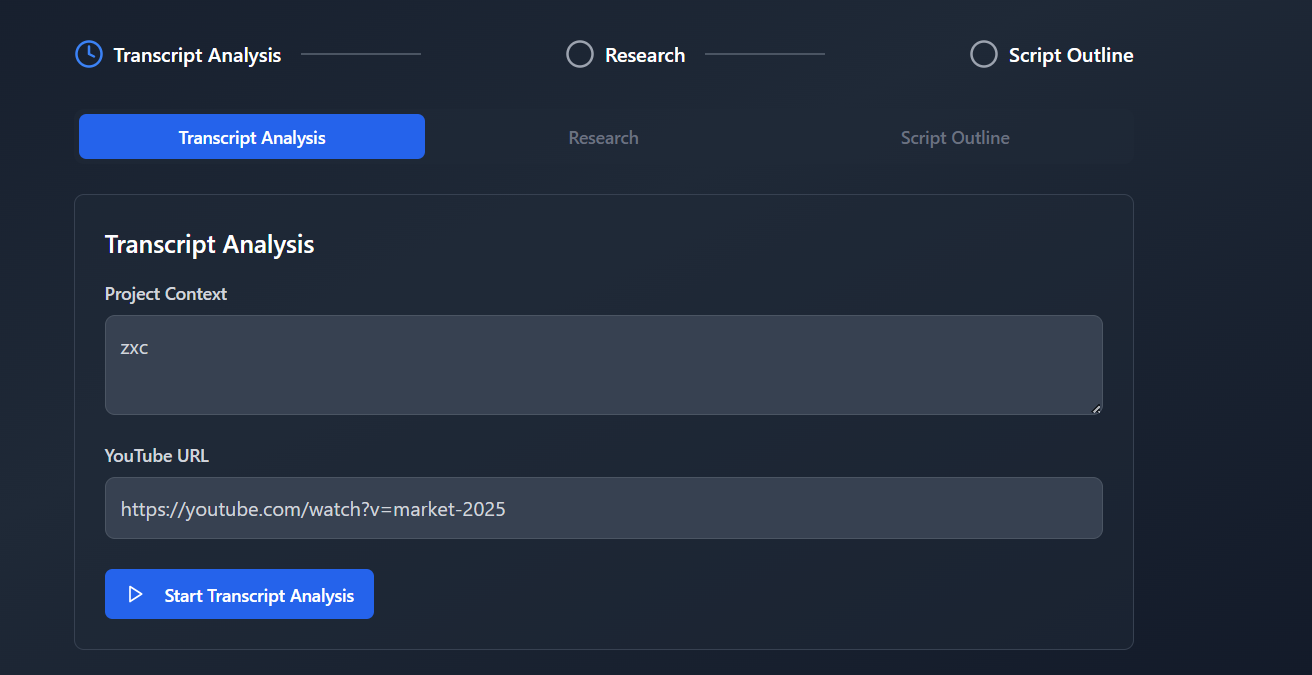 Transcript Analysis
Research
Script Outline
Transcript Analysis
Research
Script Outline
Transcript Analysis
Project Context
zxc
YouTube URL
https://youtube.com/watch?v=market-2025
Start Transcript Analysis